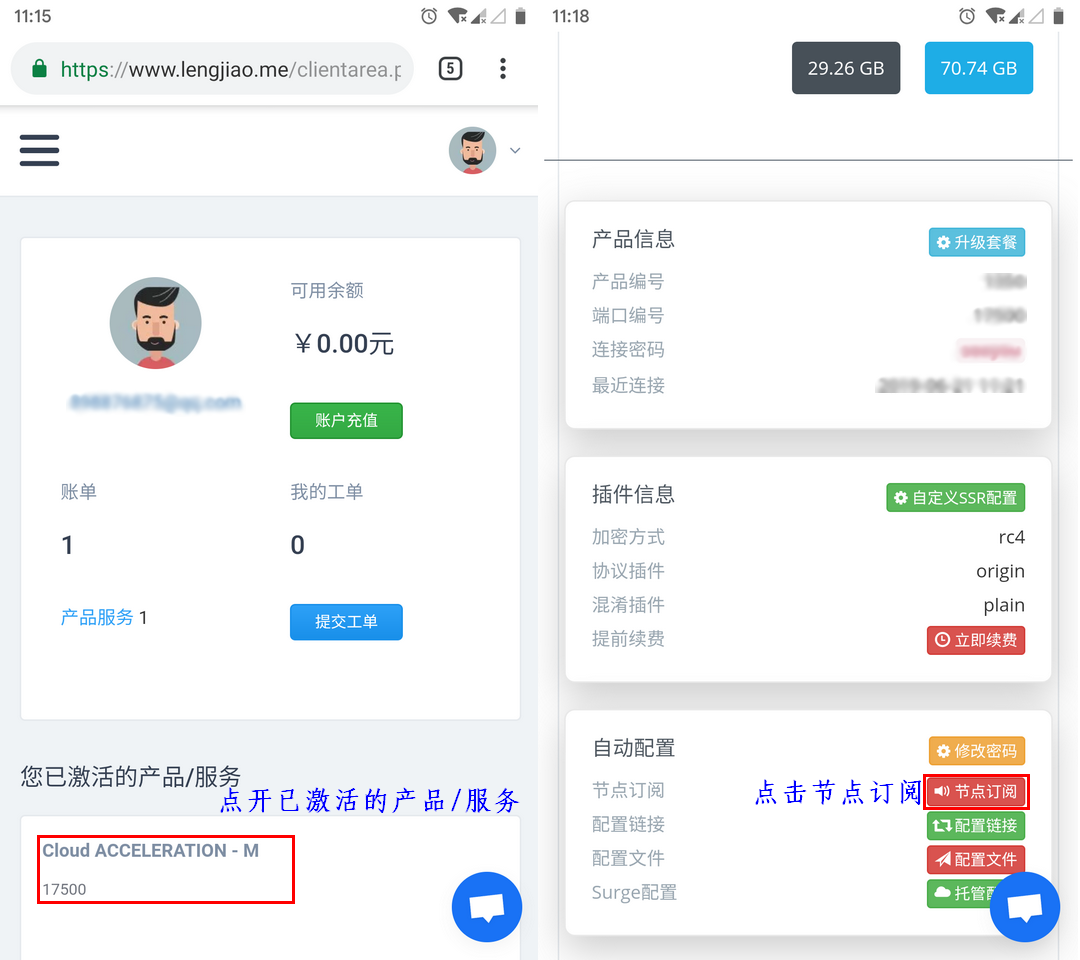 11:15
https://www.lengjiao.me/clientarea.p
5
可用余额
￥0.00元
账户充值
账单
我的工单
1
0
产品服务 1
提交工单
您已激活的产品/服务
点开已激活的产品/服务
Cloud ACCELERATION - M
17500
11:18
29.26 GB
70.74 GB
产品信息
升级套餐
产品编号
端口编号
连接密码
最近连接
插件信息
自定义SSR配置
加密方式 rc4
协议插件 origin
混淆插件 plain
提前续费 立即续费
自动配置
修改密码
节点订阅 点击节点订阅 节点订阅
配置链接 配置链接
配置文件 配置文件
Surge配置 托管